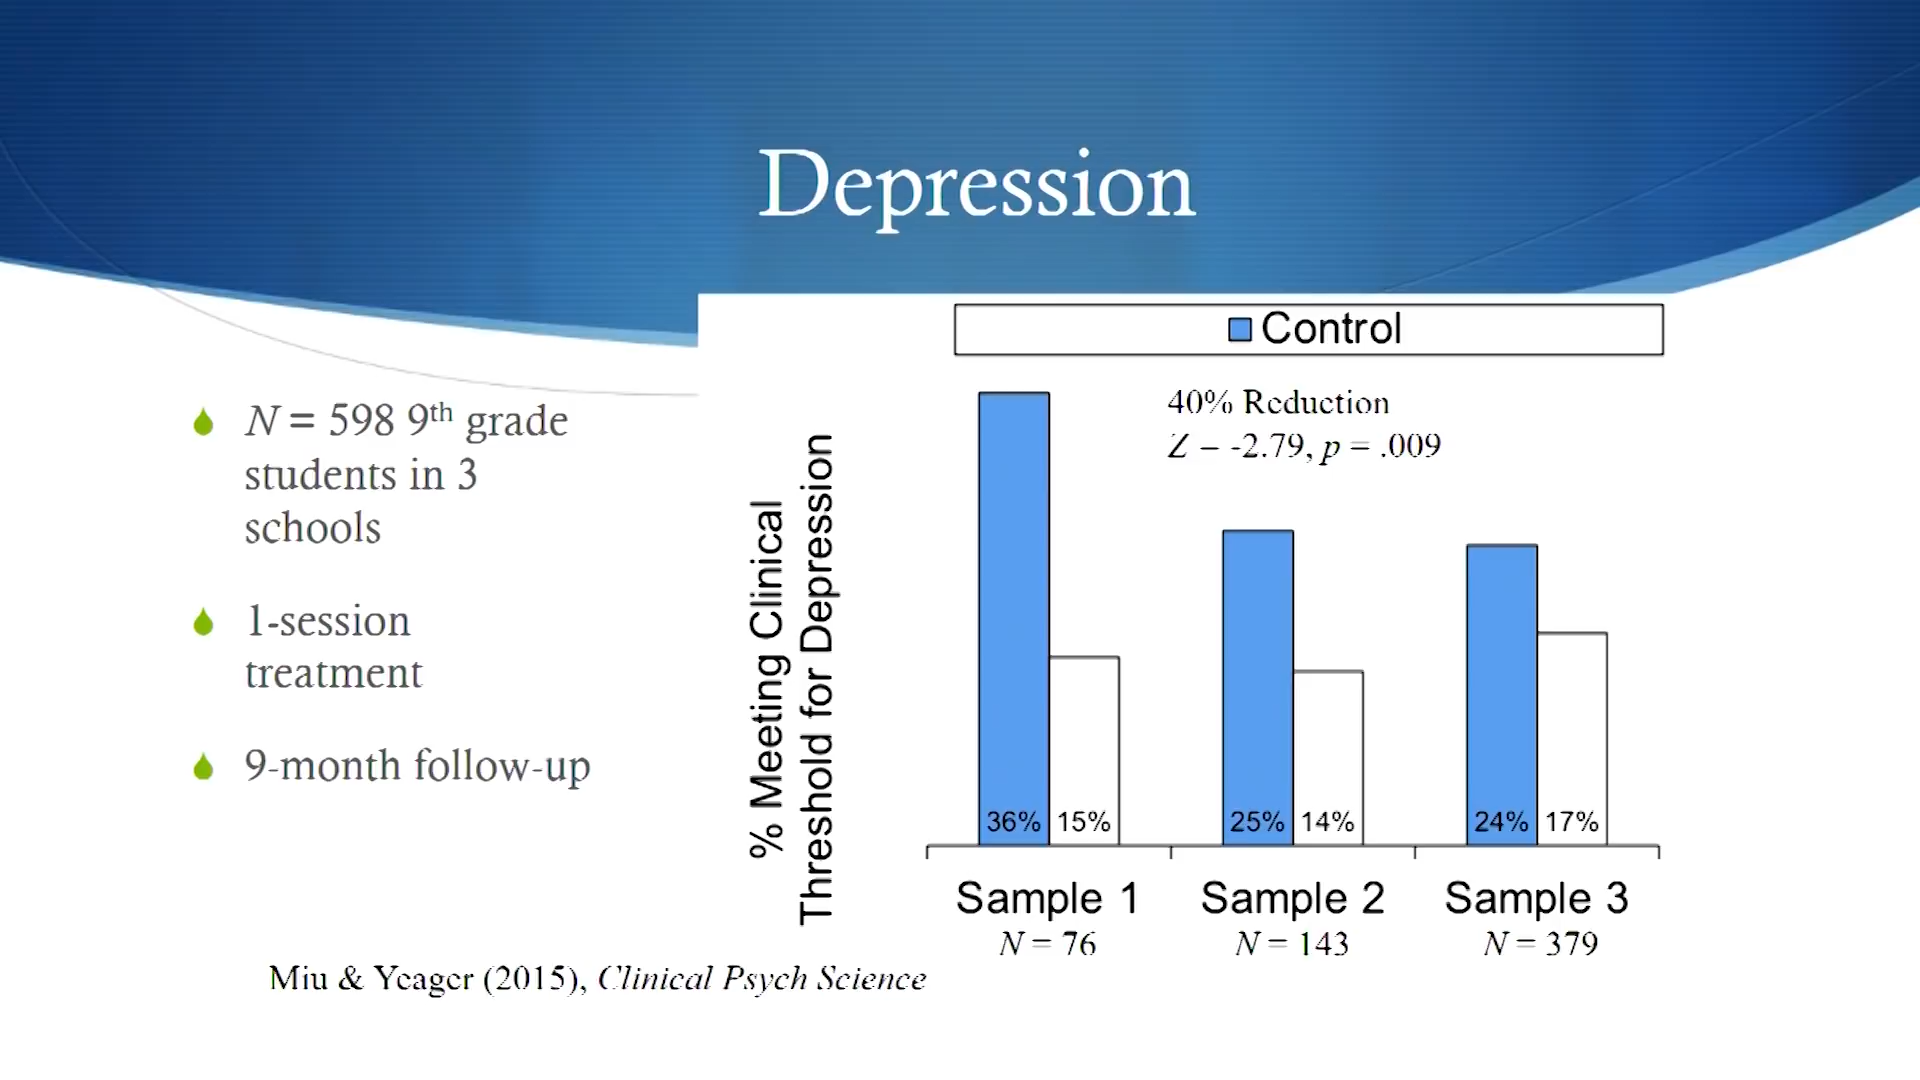 Depression
N = 598 9th grade
students in 3
schools
1-session
treatment
9-month follow-up
Control
40% Reduction
Z = -2.79, p = .009
% Meeting Clinical
Threshold for Depression
36% 15% 25% 14% 24% 17%
Sample 1 Sample 2 Sample 3
N = 76 N = 143 N = 379
Miu & Yeager (2015), Clinical Psych Science